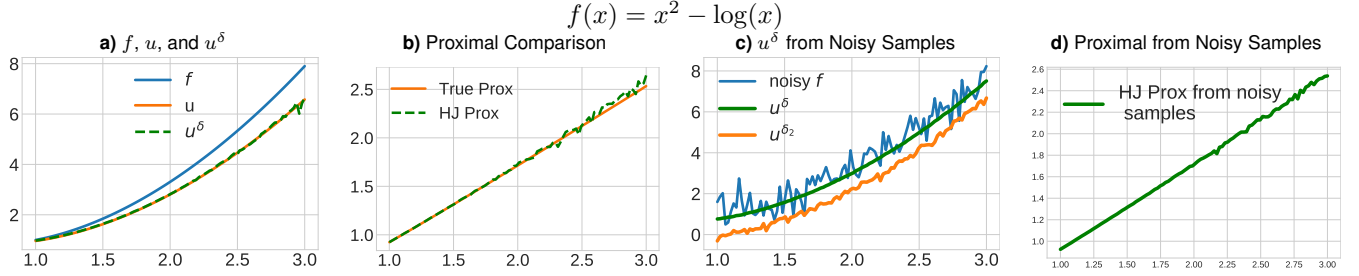 f(x) = x² − log(x)
a) f, u, and u^δ
8
6
4
2
1.0 1.5 2.0 2.5 3.0
f
u
u^δ
b) Proximal Comparison
2.5
2.0
1.5
1.0
1.0 1.5 2.0 2.5 3.0
True Prox
HJ Prox
c) u^δ from Noisy Samples
8
6
4
2
0
1.0 1.5 2.0 2.5 3.0
noisy f
u^δ
u^δ₂
d) Proximal from Noisy Samples
2.6
2.4
2.2
2.0
1.8
1.6
1.4
1.2
1.0
1.00 1.25 1.50 1.75 2.00 2.25 2.50 2.75 3.00
HJ Prox from noisy
samples